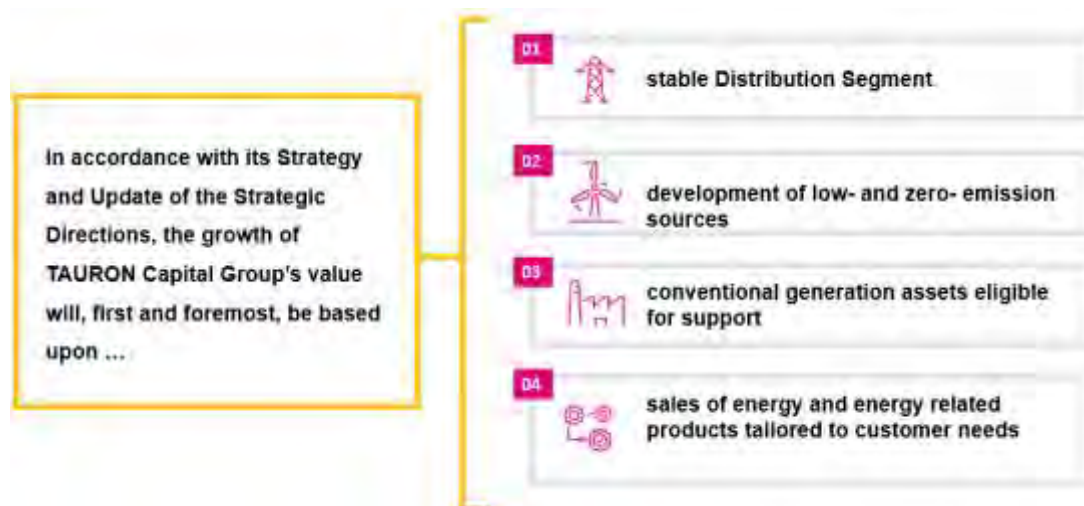 In accordance with its Strategy
and Update of the Strategic
Directions, the growth of
TAURON Capital Group's value
will, first and foremost, be based
upon ...
01
stable Distribution Segment
02
development of low- and zero- emission
sources
03
conventional generation assets eligible
for support
04
sales of energy and energy related
products tailored to customer needs